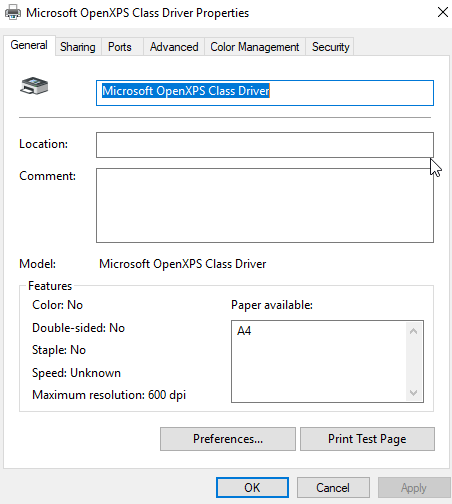 Microsoft OpenXPS Class Driver Properties
General Sharing Ports Advanced Color Management Security
Microsoft OpenXPS Class Driver
Location:
Comment:
Model: Microsoft OpenXPS Class Driver
Features
Color: No
Paper available:
Double-sided: No
A4
Staple: No
Speed: Unknown
Maximum resolution: 600 dpi
Preferences... Print Test Page
OK Cancel Apply